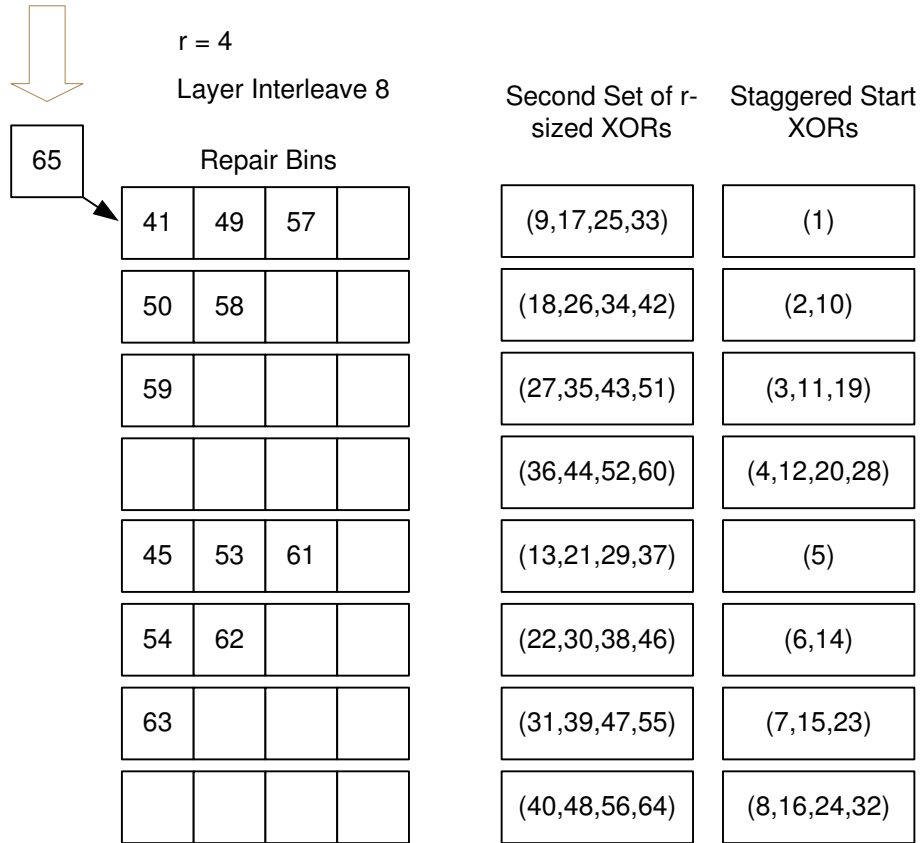 r = 4
Layer Interleave 8
Second Set of r-
sized XORs
Staggered Start
XORs
65
Repair Bins
41 49 57 (9,17,25,33) (1)
50 58 (18,26,34,42) (2,10)
59 (27,35,43,51) (3,11,19)
(36,44,52,60) (4,12,20,28)
45 53 61 (13,21,29,37) (5)
54 62 (22,30,38,46) (6,14)
63 (31,39,47,55) (7,15,23)
(40,48,56,64) (8,16,24,32)